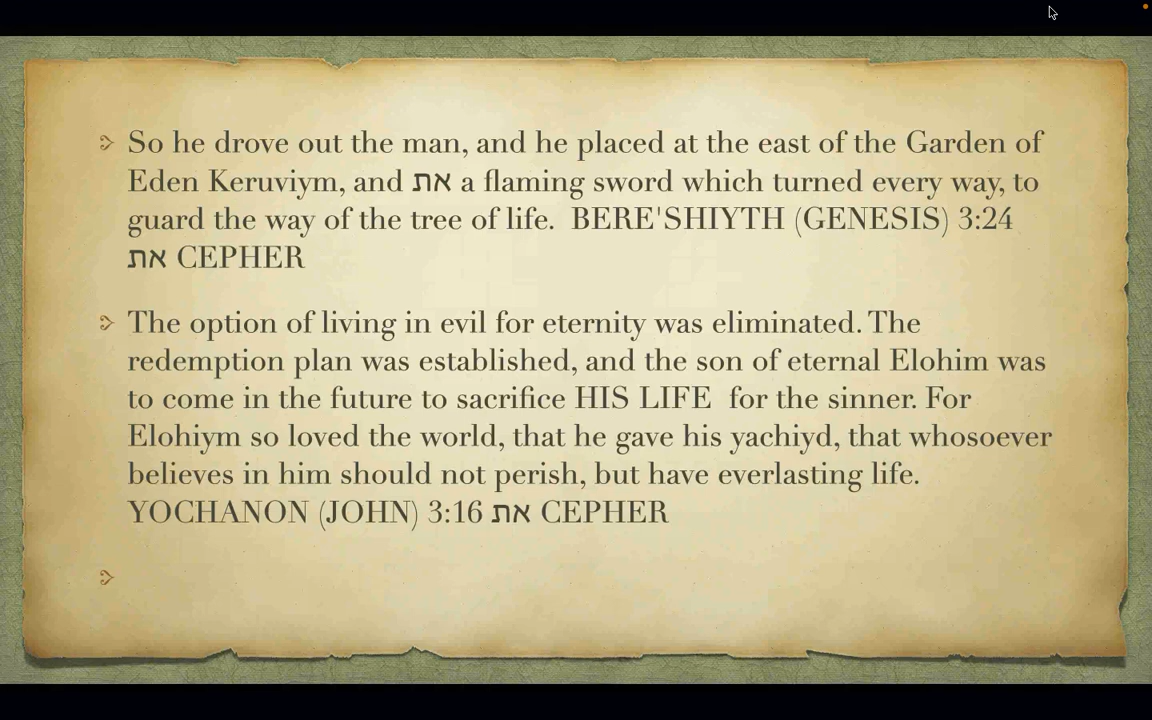 So he drove out the man, and he placed at the east of the Garden of
Eden Keruviym, and את a flaming sword which turned every way, to
guard the way of the tree of life.  BERE'SHIYTH (GENESIS) 3:24
את CEPHER
The option of living in evil for eternity was eliminated. The
redemption plan was established, and the son of eternal Elohim was
to come in the future to sacrifice HIS LIFE  for the sinner. For
Elohiym so loved the world, that he gave his yachiyd, that whosoever
believes in him should not perish, but have everlasting life.
YOCHANON (JOHN) 3:16 את CEPHER